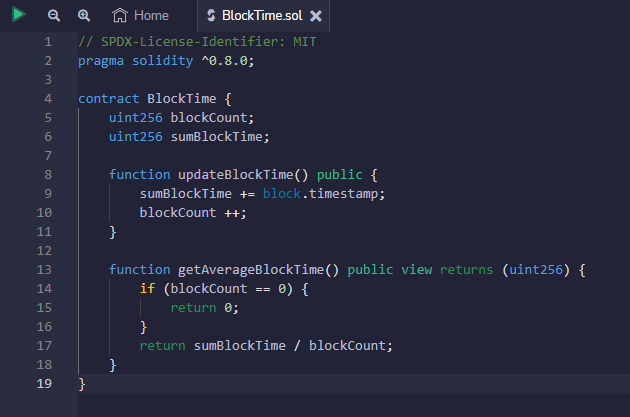 Home
BlockTime.sol
1 // SPDX-License-Identifier: MIT
2 pragma solidity ^0.8.0;
3
4 contract BlockTime {
5     uint256 blockCount;
6     uint256 sumBlockTime;
7
8     function updateBlockTime() public {
9         sumBlockTime += block.timestamp;
10         blockCount ++;
11     }
12
13     function getAverageBlockTime() public view returns (uint256) {
14         if (blockCount == 0) {
15             return 0;
16         }
17         return sumBlockTime / blockCount;
18     }
19 }